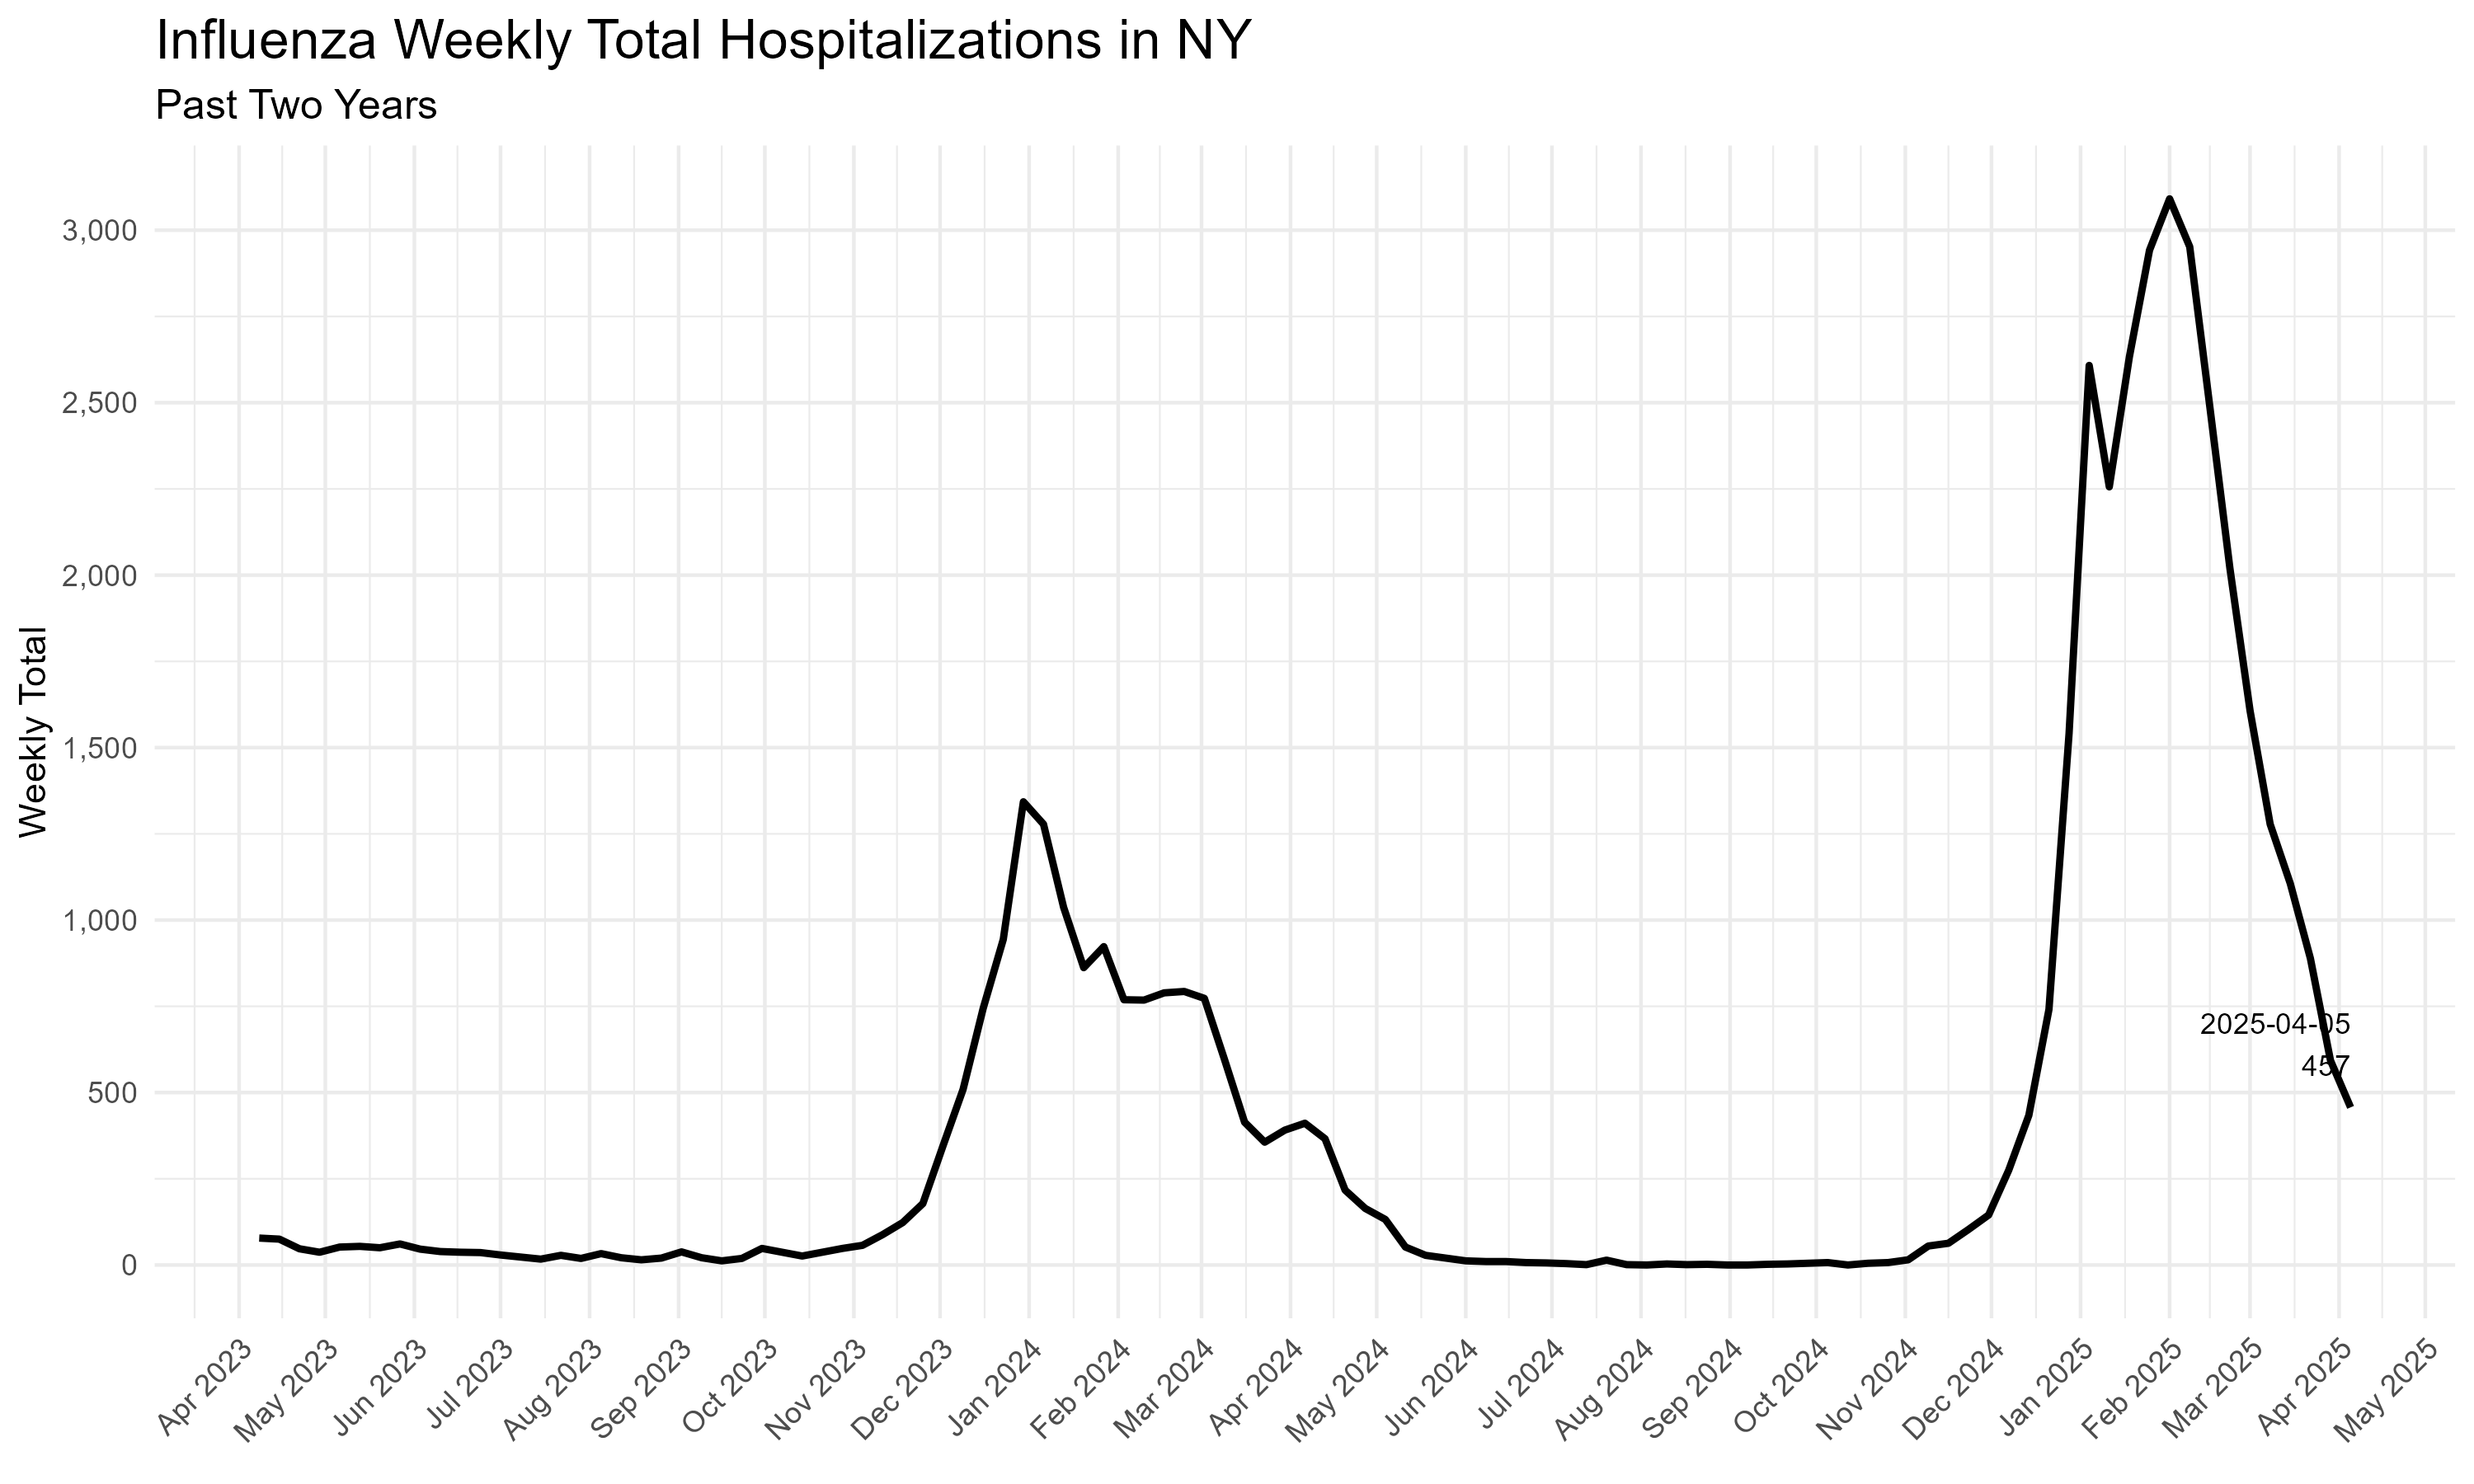 Influenza Weekly Total Hospitalizations in NY
Past Two Years
Weekly Total
3,000
2,500
2,000
1,500
1,000
500
0
2025-04-05
457
Apr 2023
May 2023
Jun 2023
Jul 2023
Aug 2023
Sep 2023
Oct 2023
Nov 2023
Dec 2023
Jan 2024
Feb 2024
Mar 2024
Apr 2024
May 2024
Jun 2024
Jul 2024
Aug 2024
Sep 2024
Oct 2024
Nov 2024
Dec 2024
Jan 2025
Feb 2025
Mar 2025
Apr 2025
May 2025